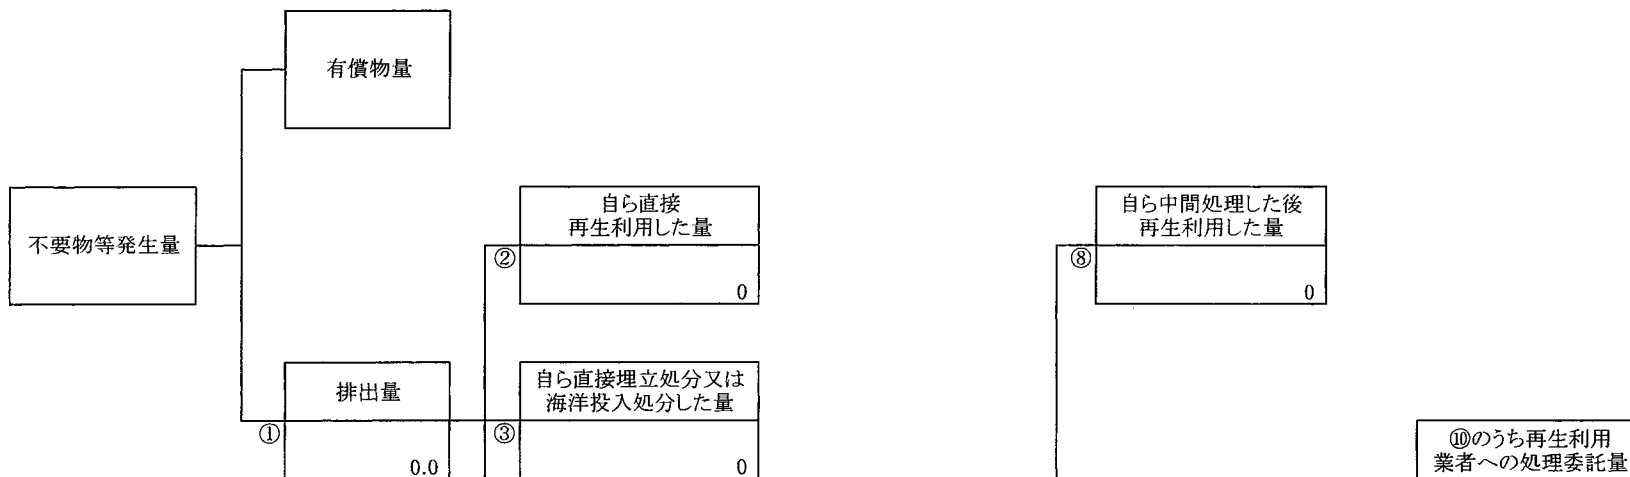 有償物量
不要物等発生量
自ら直接
再生利用した量
②
0
自ら中間処理した後
再生利用した量
⑧
0
排出量
①
0.0
自ら直接埋立処分又は
海洋投入処分した量
③
0
⑩のうち再生利用
業者への処理委託量